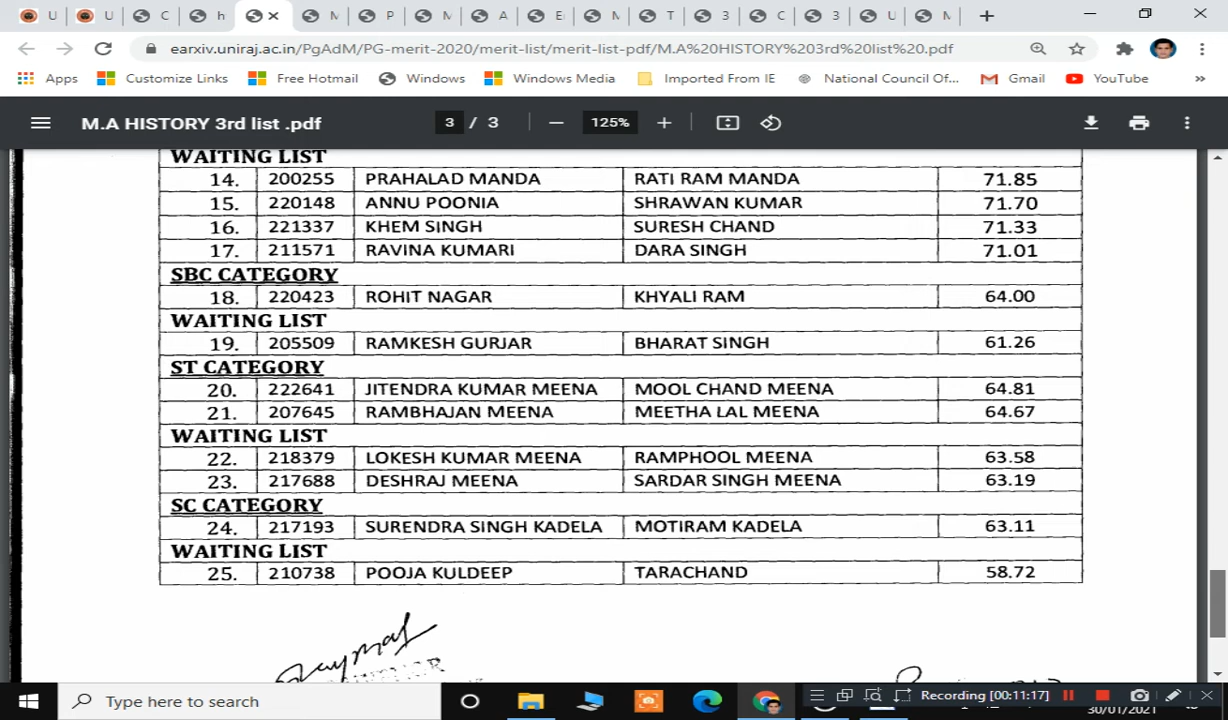 U
U
C
h
M
P
M
A
E
M
T
3
C
3
U
M
earxiv.uniraj.ac.in/PgAdM/PG-merit-2020/merit-list/merit-list-pdf/M.A%20HISTORY%203rd%20list%20.pdf
Apps Customize Links Free Hotmail Windows Windows Media Imported From IE National Council Of... Gmail YouTube »
M.A HISTORY 3rd list .pdf 3 / 3 125%
WAITING LIST
14. 200255 PRAHALAD MANDA RATI RAM MANDA 71.85
15. 220148 ANNU POONIA SHRAWAN KUMAR 71.70
16. 221337 KHEM SINGH SURESH CHAND 71.33
17. 211571 RAVINA KUMARI DARA SINGH 71.01
SBC CATEGORY
18. 220423 ROHIT NAGAR KHYALI RAM 64.00
WAITING LIST
19. 205509 RAMKESH GURJAR BHARAT SINGH 61.26
ST CATEGORY
20. 222641 JITENDRA KUMAR MEENA MOOL CHAND MEENA 64.81
21. 207645 RAMBHAJAN MEENA MEETHA LAL MEENA 64.67
WAITING LIST
22. 218379 LOKESH KUMAR MEENA RAMPHOOL MEENA 63.58
23. 217688 DESHRAJ MEENA SARDAR SINGH MEENA 63.19
SC CATEGORY
24. 217193 SURENDRA SINGH KADELA MOTIRAM KADELA 63.11
WAITING LIST
25. 210738 POOJA KULDEEP TARACHAND 58.72
Type here to search
Recording [00:11:17]
30/01/2021